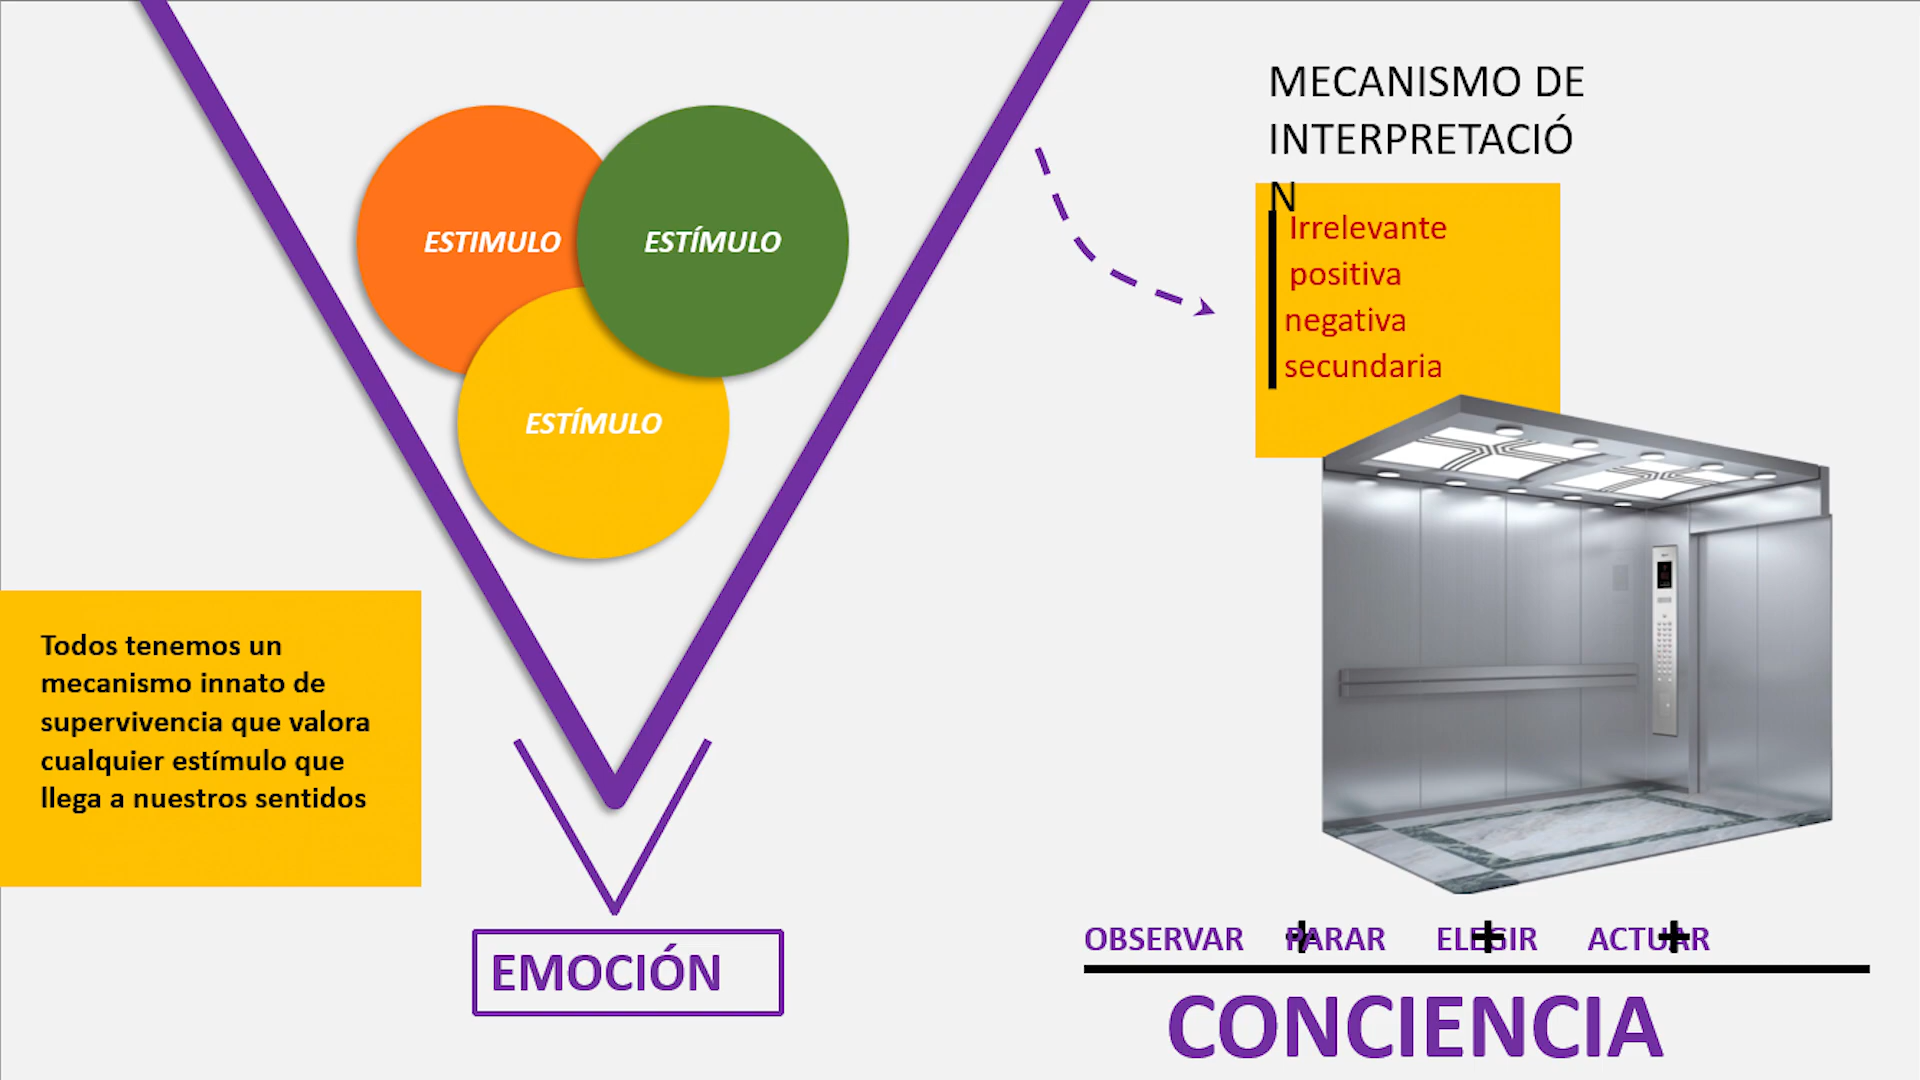 MECANISMO DE
INTERPRETACIÓ
N
ESTIMULO
ESTÍMULO
ESTÍMULO
Irrelevante
positiva
negativa
secundaria
Todos tenemos un
mecanismo innato de
supervivencia que valora
cualquier estímulo que
llega a nuestros sentidos
EMOCIÓN
OBSERVAR + PARAR + ELEGIR + ACTUAR
CONCIENCIA